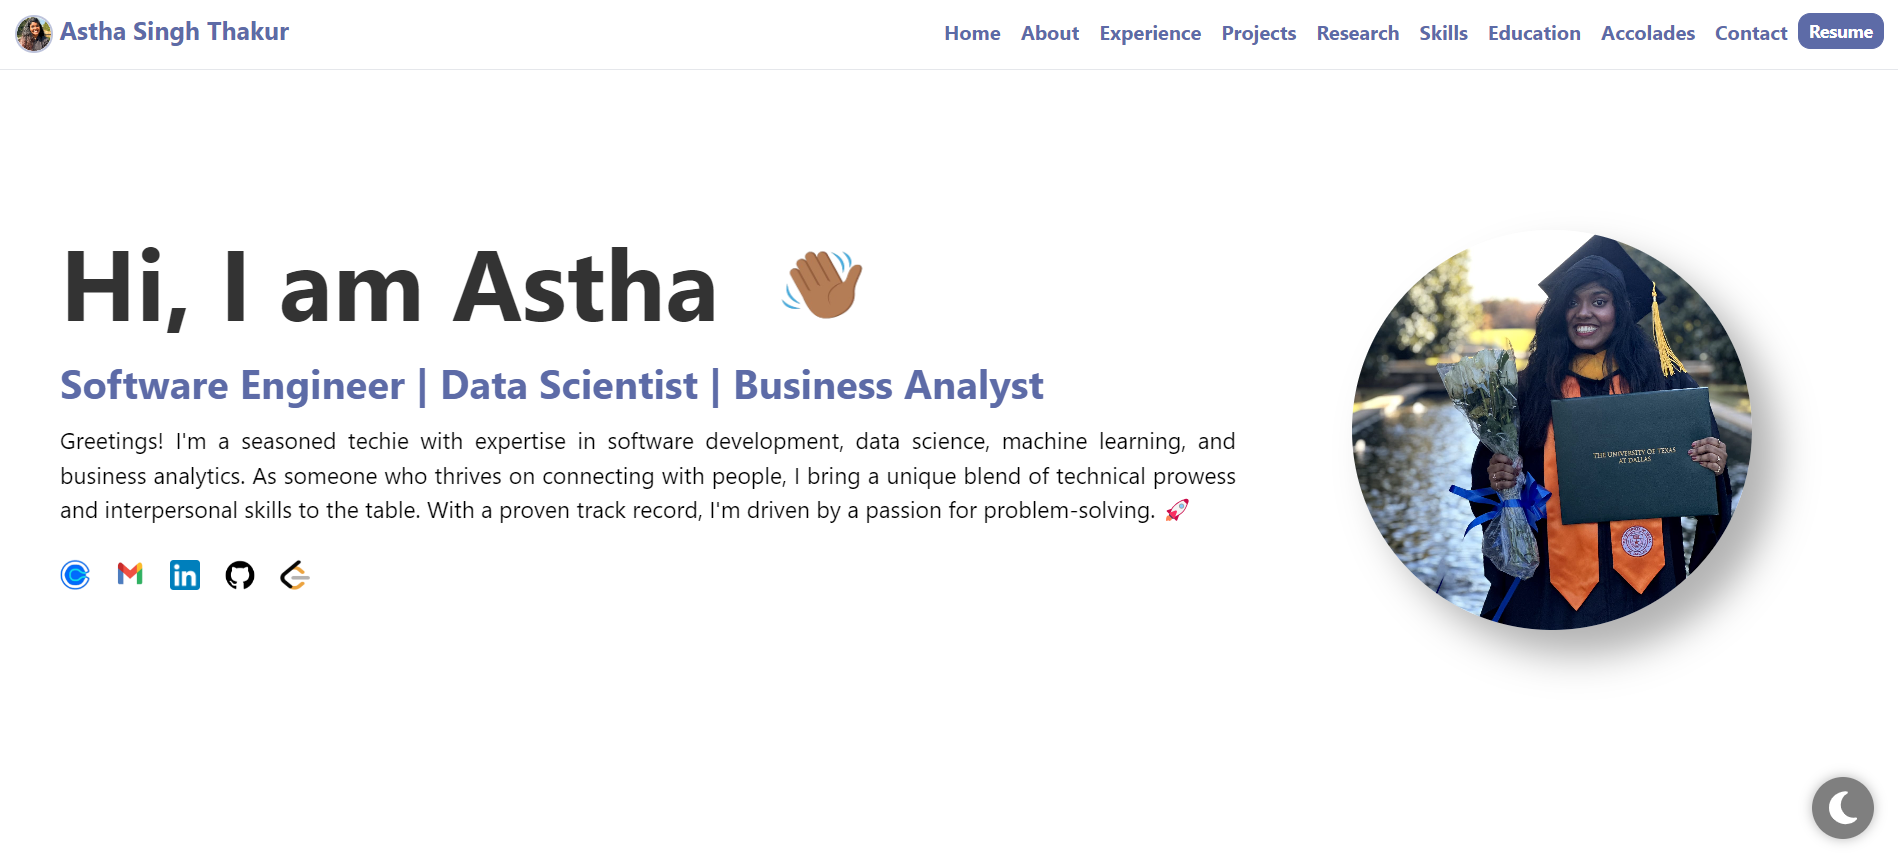 Astha Singh Thakur
Home About Experience Projects Research Skills Education Accolades Contact Resume
Hi, I am Astha 👋🏾
Software Engineer | Data Scientist | Business Analyst
Greetings! I'm a seasoned techie with expertise in software development, data science, machine learning, and
business analytics. As someone who thrives on connecting with people, I bring a unique blend of technical prowess
and interpersonal skills to the table. With a proven track record, I'm driven by a passion for problem-solving. 🚀
in
THE UNIVERSITY OF TEXAS
AT DALLAS